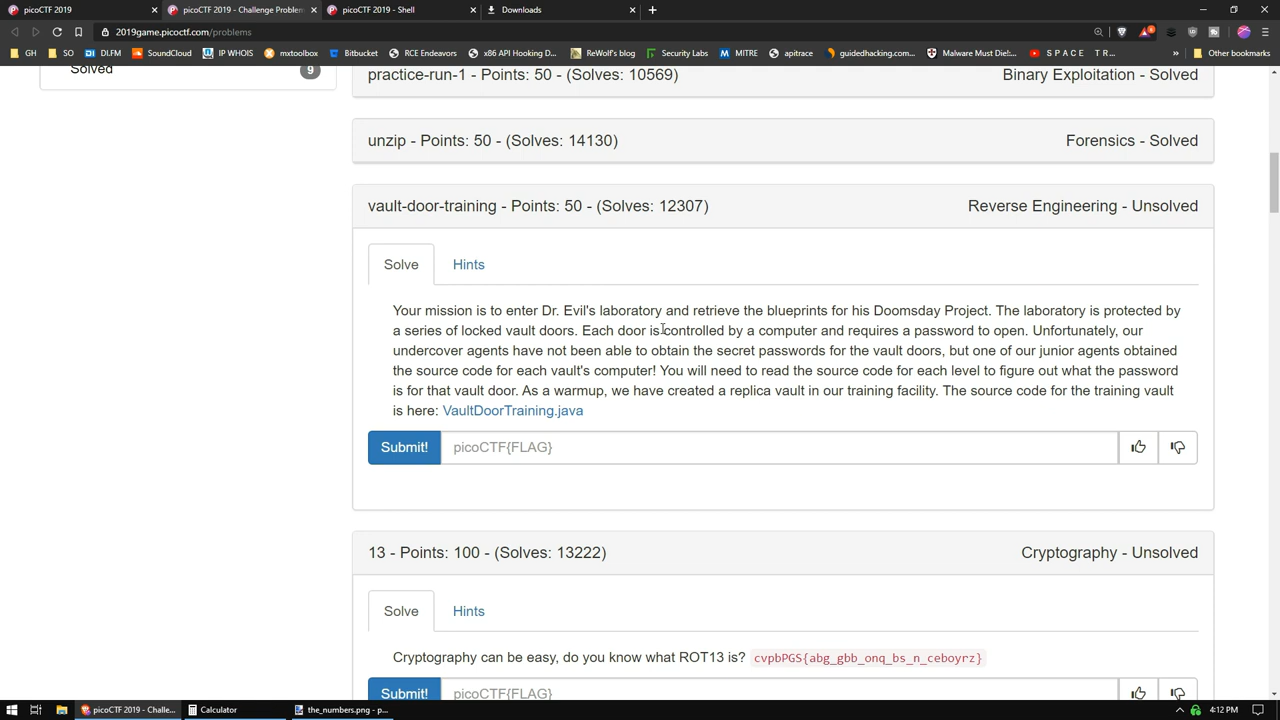 picoCTF 2019
picoCTF 2019 - Challenge Problem
picoCTF 2019 - Shell
Downloads
2019game.picoctf.com/problems
GH
SO
DLFM
SoundCloud
IP WHOIS
mxtoolbox
Bitbucket
RCE Endeavors
x86 API Hooking D...
ReWolf's blog
Security Labs
MITRE
apitrace
guidedhacking.com...
Malware Must Die!...
S P A C E T R...
Other bookmarks
Solved 9
practice-run-1 - Points: 50 - (Solves: 10569) Binary Exploitation - Solved
unzip - Points: 50 - (Solves: 14130) Forensics - Solved
vault-door-training - Points: 50 - (Solves: 12307) Reverse Engineering - Unsolved
Solve Hints
Your mission is to enter Dr. Evil's laboratory and retrieve the blueprints for his Doomsday Project. The laboratory is protected by
a series of locked vault doors. Each door is controlled by a computer and requires a password to open. Unfortunately, our
undercover agents have not been able to obtain the secret passwords for the vault doors, but one of our junior agents obtained
the source code for each vault's computer! You will need to read the source code for each level to figure out what the password
is for that vault door. As a warmup, we have created a replica vault in our training facility. The source code for the training vault
is here: VaultDoorTraining.java
Submit! picoCTF{FLAG}
13 - Points: 100 - (Solves: 13222) Cryptography - Unsolved
Solve Hints
Cryptography can be easy, do you know what ROT13 is? cvpbPGS{abg_gbb_onq_bs_n_ceboyrz}
Submit! picoCTF{FLAG}
picoCTF 2019 - Challe...
Calculator
the_numbers.png - p...
4:12 PM